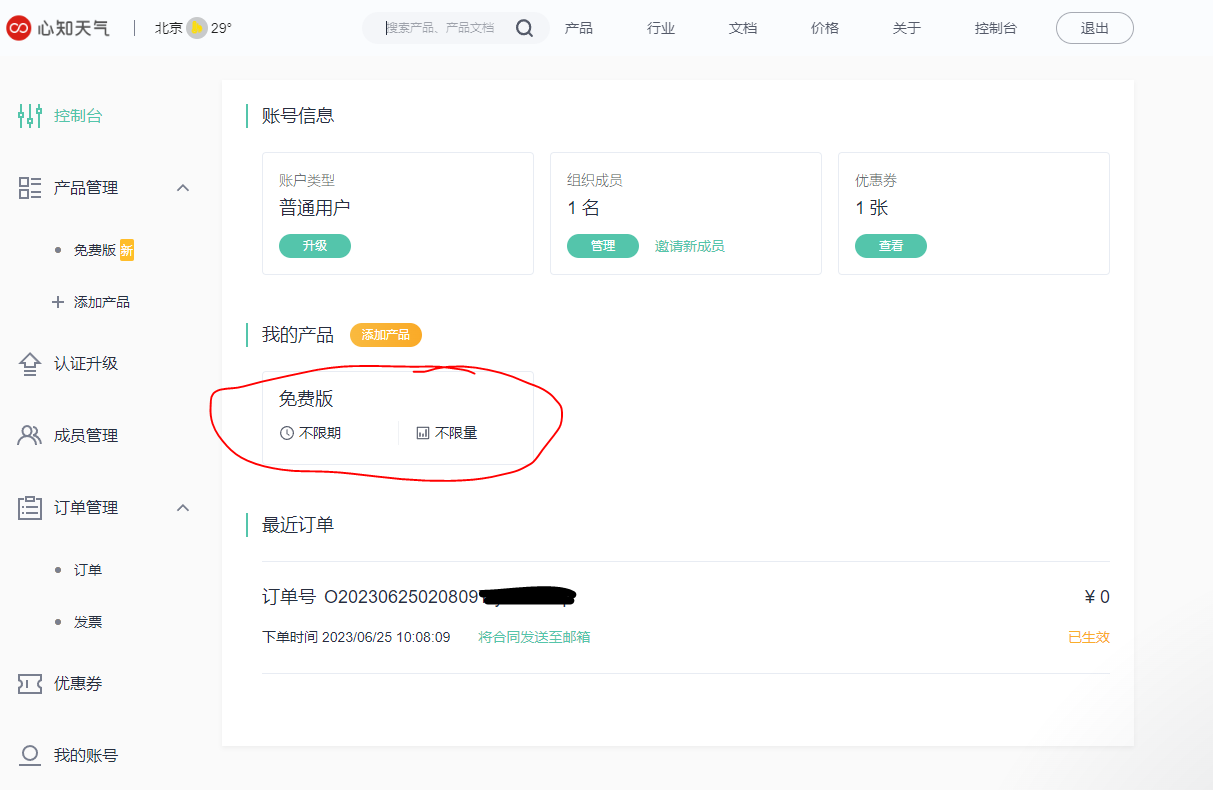 心知天气 北京 29° 搜索产品、产品文档 产品 行业 文档 价格 关于 控制台 退出
控制台
产品管理
免费版 新
添加产品
认证升级
成员管理
订单管理
订单
发票
优惠券
我的账号
账号信息
账户类型
普通用户
升级
组织成员
1 名
管理 邀请新成员
优惠券
1 张
查看
我的产品 添加产品
免费版
不限期 不限量
最近订单
订单号 O20230625020809 ¥ 0
下单时间 2023/06/25 10:08:09 将合同发送至邮箱 已生效